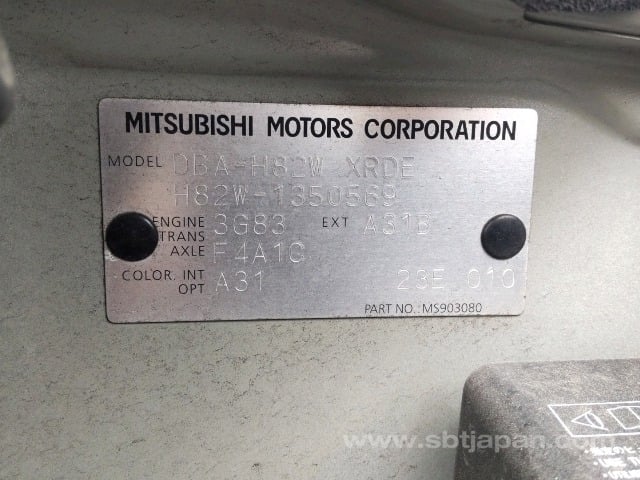 MITSUBISHI MOTORS CORPORATION
MODEL DBA-H82W XRDE
H82W-1350569
ENGINE 3G83 EXT A31B
TRANS
AXLE F4A1C
COLOR. INT A31 23E 010
OPT
PART NO.: MS903080
www.sbtjapan.com